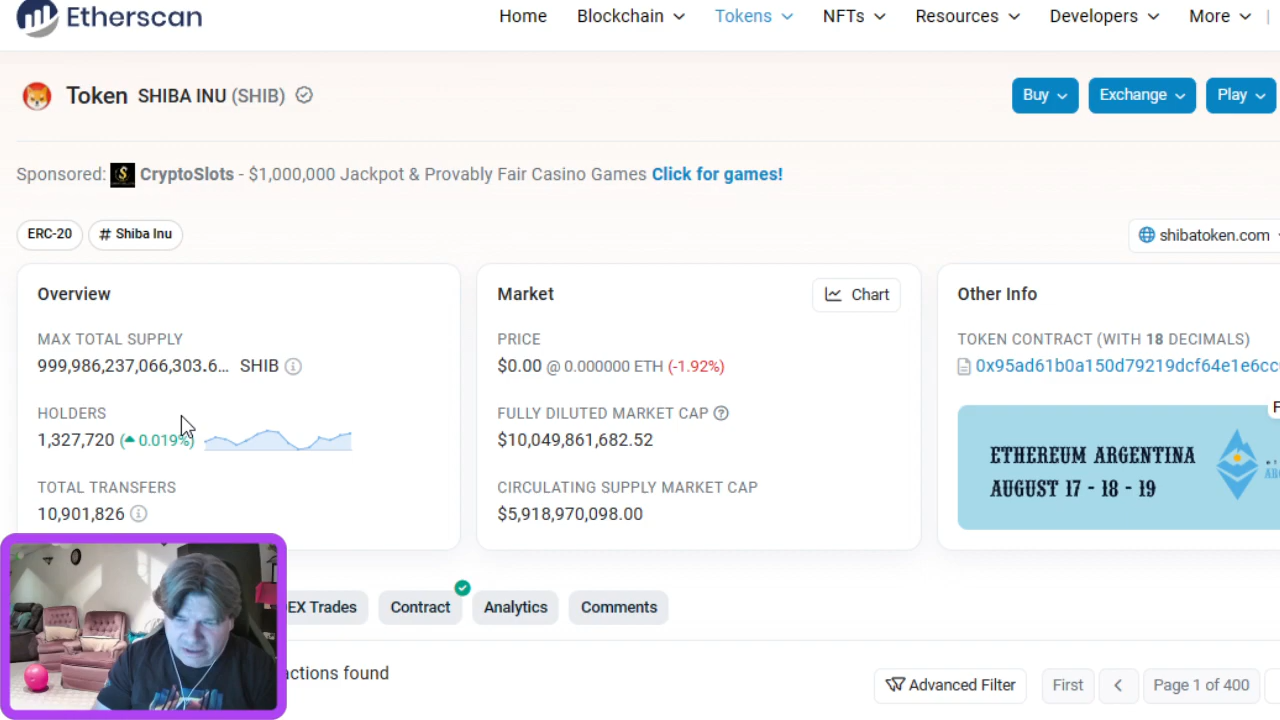 Etherscan
Home Blockchain Tokens NFTs Resources Developers More |
Token SHIBA INU (SHIB)
Buy Exchange Play
Sponsored: CryptoSlots - $1,000,000 Jackpot & Provably Fair Casino Games Click for games!
ERC-20 # Shiba Inu
shibatoken.com
Overview
MAX TOTAL SUPPLY
999,986,237,066,303.6... SHIB
HOLDERS
1,327,720 (0.019%)
TOTAL TRANSFERS
10,901,826
Market
Chart
PRICE
$0.00 @ 0.000000 ETH (-1.92%)
FULLY DILUTED MARKET CAP
$10,049,861,682.52
CIRCULATING SUPPLY MARKET CAP
$5,918,970,098.00
Other Info
TOKEN CONTRACT (WITH 18 DECIMALS)
0x95ad61b0a150d79219dcf64e1e6cc
ETHEREUM ARGENTINA
AUGUST 17 - 18 - 19
EX Trades Contract Analytics Comments
actions found
Advanced Filter First Page 1 of 400